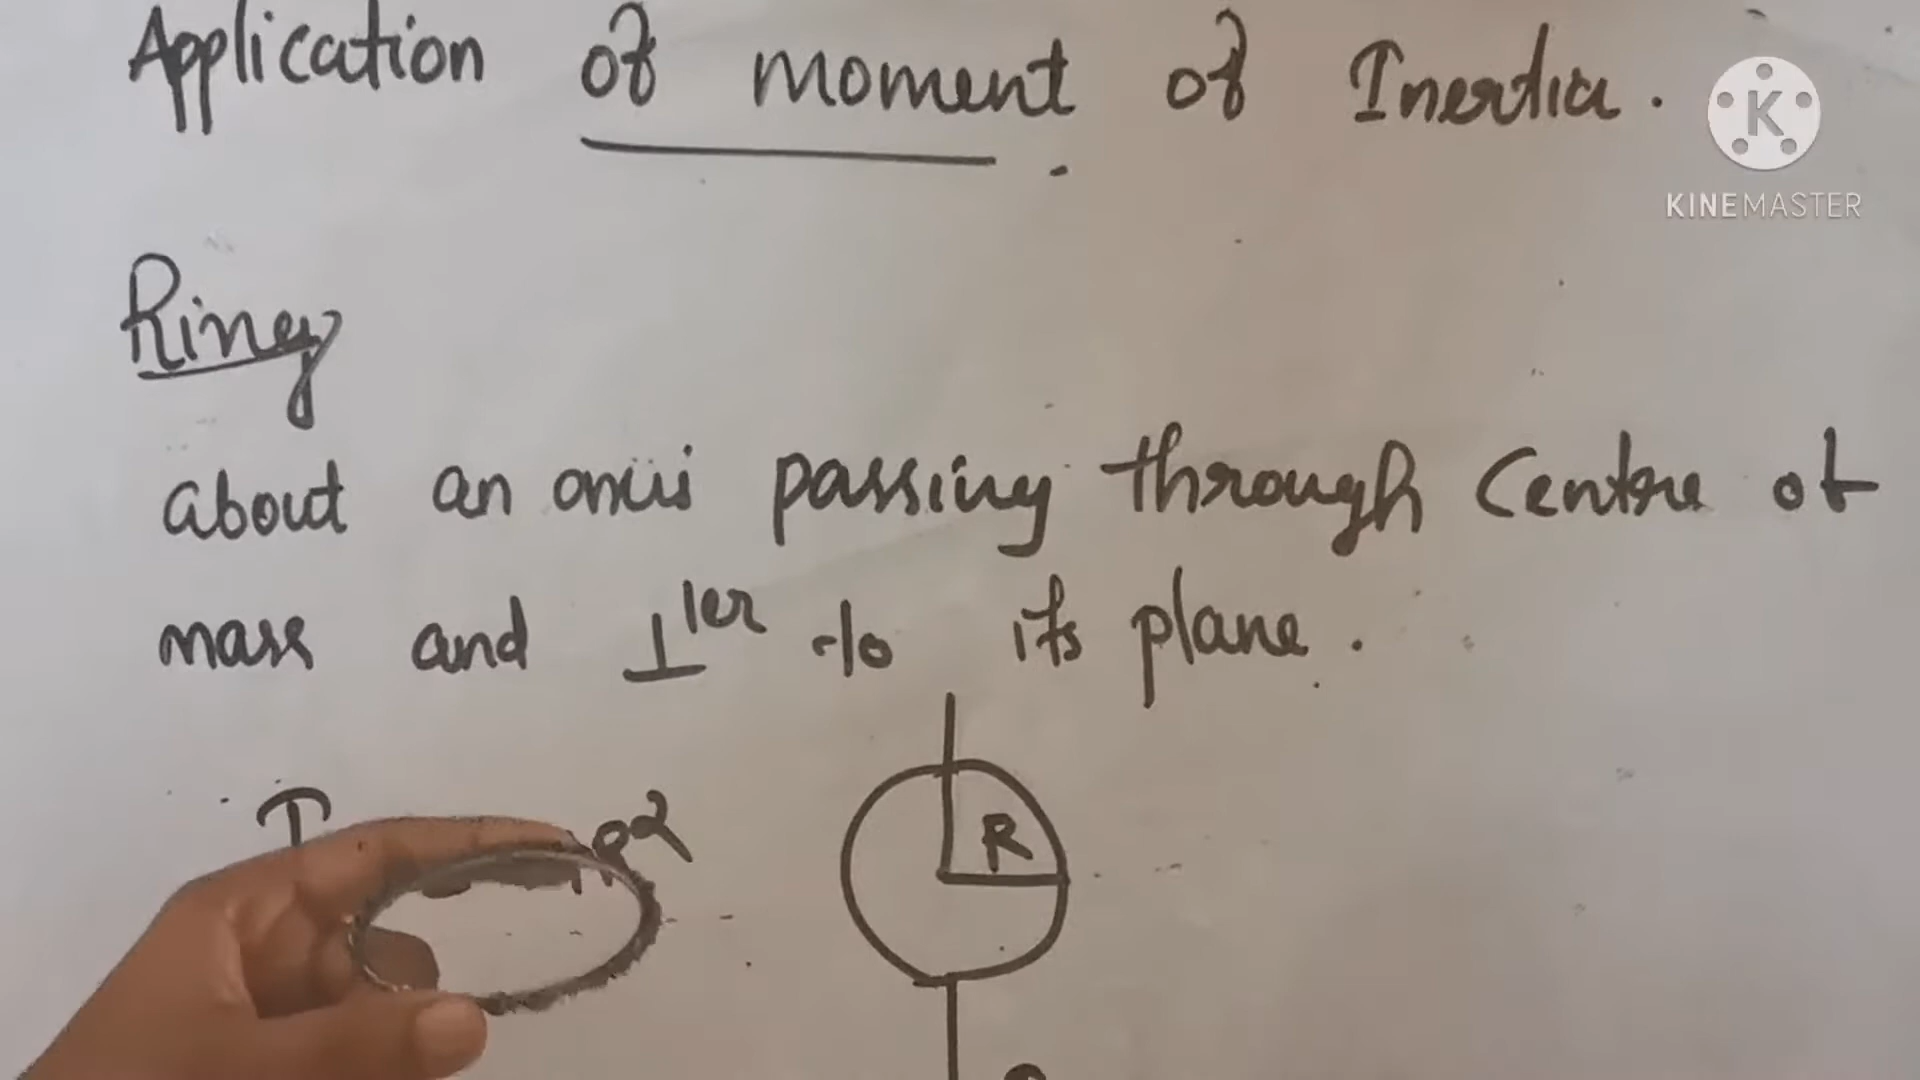 Application of moment of Inertia.
K
KINEMASTER
Ring
about an axis passing through Centre of
mass and ⊥ler to its plane.
I R²
R